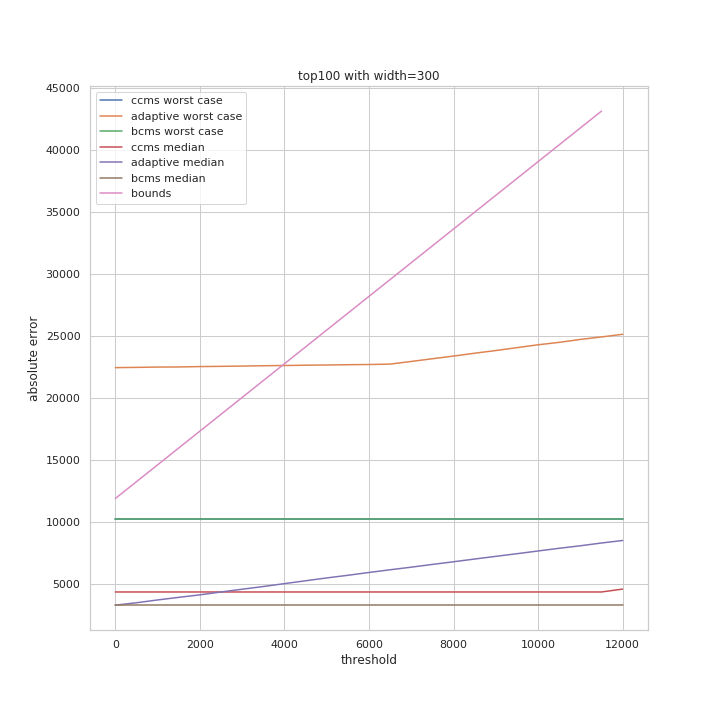 top100 with width=300
45000
40000
35000
30000
25000
20000
15000
10000
5000
absolute error
ccms worst case
adaptive worst case
bcms worst case
ccms median
adaptive median
bcms median
bounds
0 2000 4000 6000 8000 10000 12000
threshold